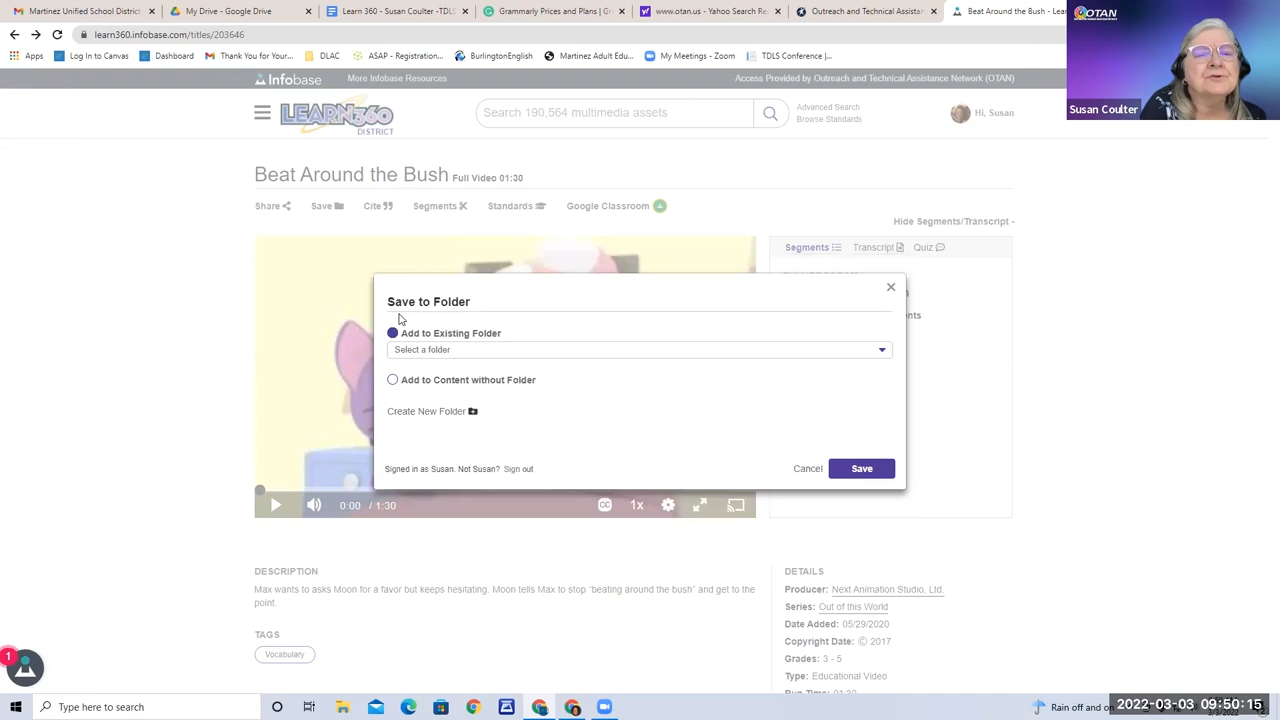 Martinez Unified School District
My Drive - Google Drive
Learn 360 - Susan Coulter -TDLS
Grammarly Prices and Plans | Gr
www.otan.us - Yahoo Search Re
Outreach and Technical Assistan
Beat Around the Bush - Learn
OTAN
learn360.infobase.com/titles/203646
Apps
Log In to Canvas
Dashboard
Thank You for Your...
DLAC
ASAP - Registration...
BurlingtonEnglish
Martinez Adult Edu...
My Meetings - Zoom
TDLS Conference |...
Infobase
More Infobase Resources
Access Provided by Outreach and Technical Assistance Network (OTAN)
Susan Coulter
LEARN360
DISTRICT
Search 190,564 multimedia assets
Advanced Search
Browse Standards
Hi, Susan
Beat Around the Bush Full Video 01:30
Share
Save
Cite
Segments
Standards
Google Classroom
Hide Segments/Transcript -
Segments
Transcript
Quiz
Save to Folder
Add to Existing Folder
Select a folder
Add to Content without Folder
Create New Folder
Signed in as Susan. Not Susan? Sign out
Cancel
Save
0:00 / 1:30
CC
1x
DESCRIPTION
Max wants to asks Moon for a favor but keeps hesitating. Moon tells Max to stop "beating around the bush" and get to the
point.
TAGS
Vocabulary
DETAILS
Producer: Next Animation Studio, Ltd.
Series: Out of this World
Date Added: 05/29/2020
Copyright Date: © 2017
Grades: 3 - 5
Type: Educational Video
Run-Time: 01:30
1
Type here to search
Rain off and on
2022-03-03 09:50:15